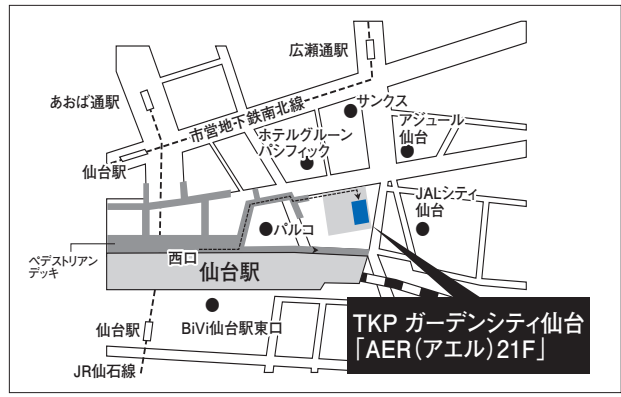 広瀬通駅
あおば通駅
サンクス
市営地下鉄南北線
アジュール
仙台
ホテルグルーン
パシフィック
仙台駅
JALシティ
仙台
パルコ
ペデストリアン
デッキ
西口
仙台駅
TKP ガーデンシティ仙台
「AER(アエル)21F」
仙台駅
BiVi仙台駅東口
JR仙石線